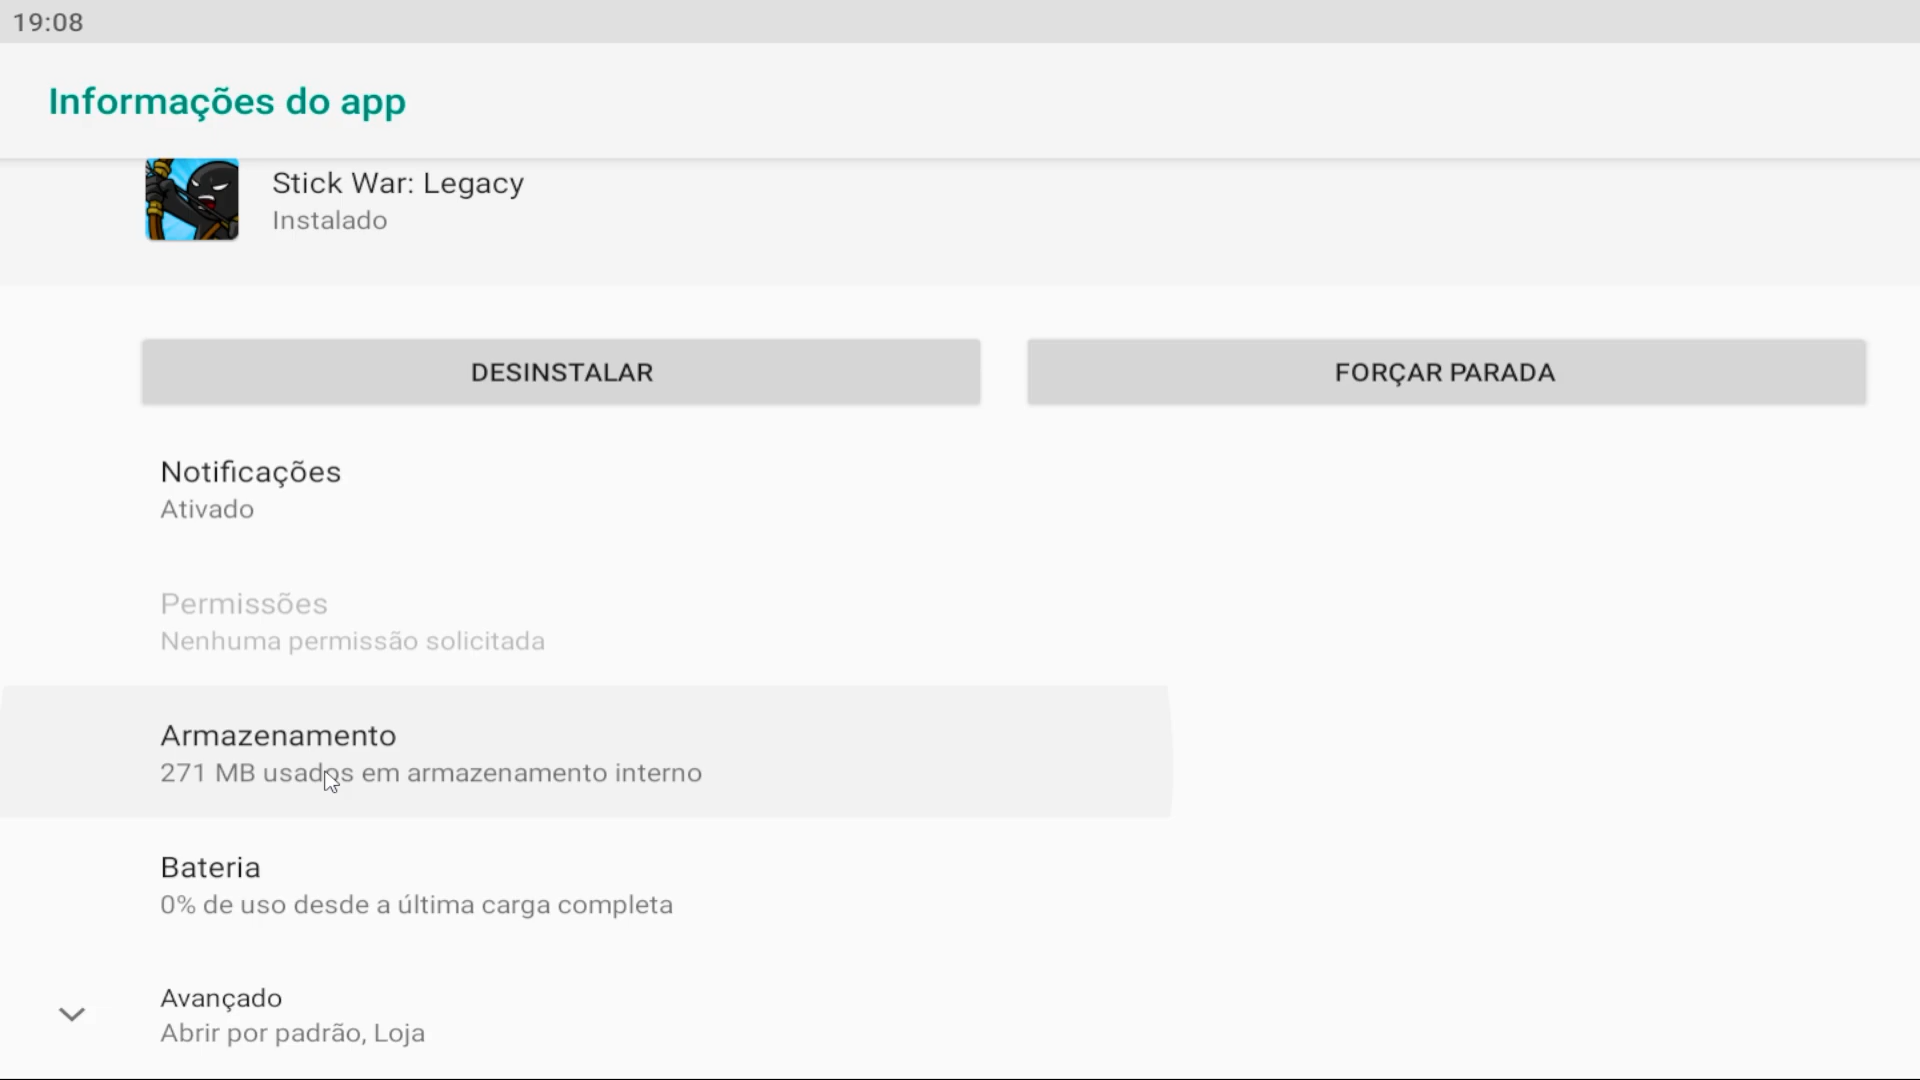 19:08
Informações do app
Stick War: Legacy
Instalado
DESINSTALAR
FORÇAR PARADA
Notificações
Ativado
Permissões
Nenhuma permissão solicitada
Armazenamento
271 MB usados em armazenamento interno
Bateria
0% de uso desde a última carga completa
Avançado
Abrir por padrão, Loja